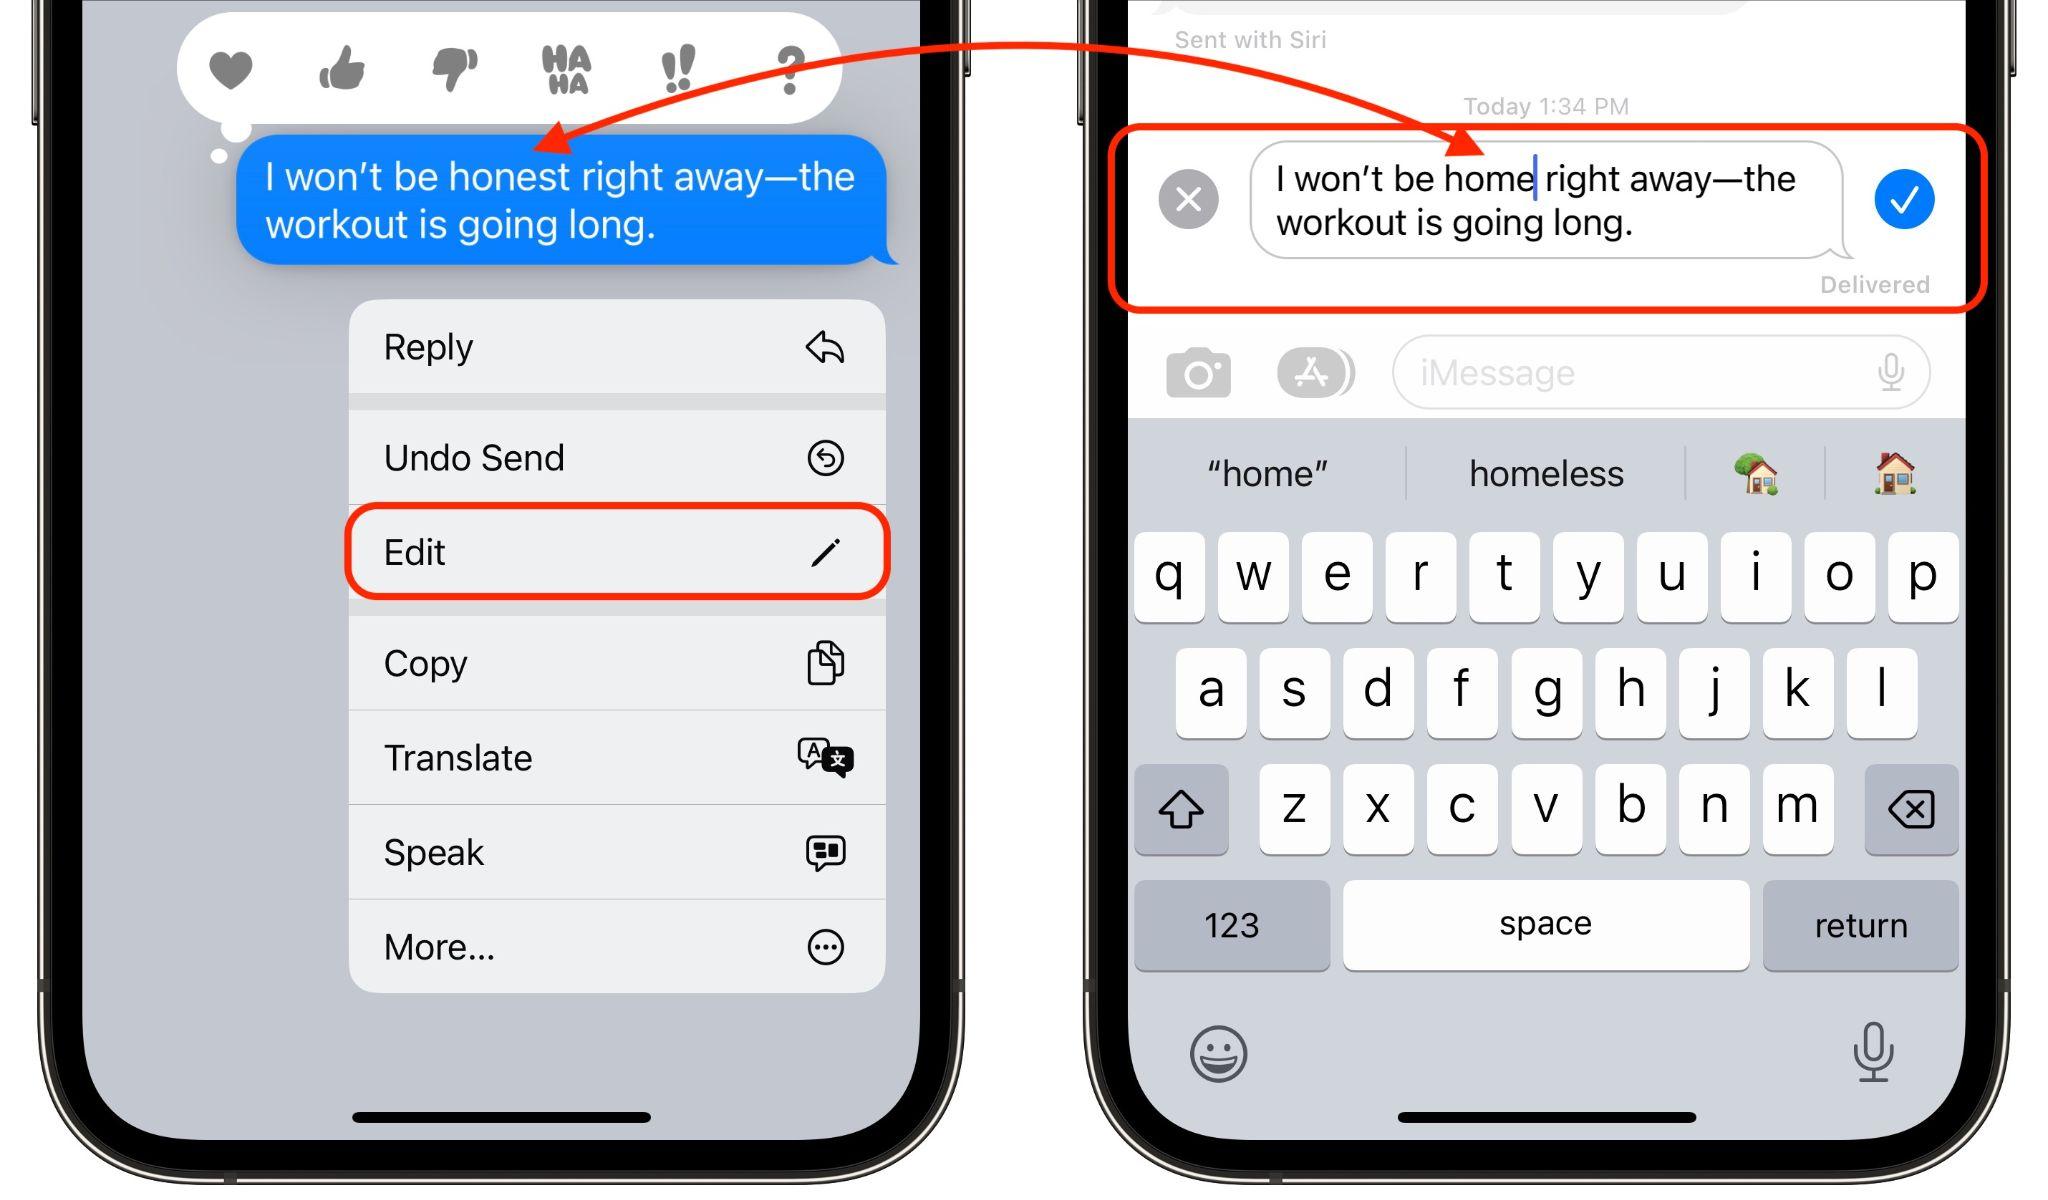 HA
HA
!!
?
I won’t be honest right away—the
workout is going long.
Reply
Undo Send
Edit
Copy
Translate
A
文
Speak
More...
Sent with Siri
Today 1:34 PM
I won’t be home right away—the
workout is going long.
Delivered
iMessage
“home” homeless
q w e r t y u i o p
a s d f g h j k l
z x c v b n m
123 space return